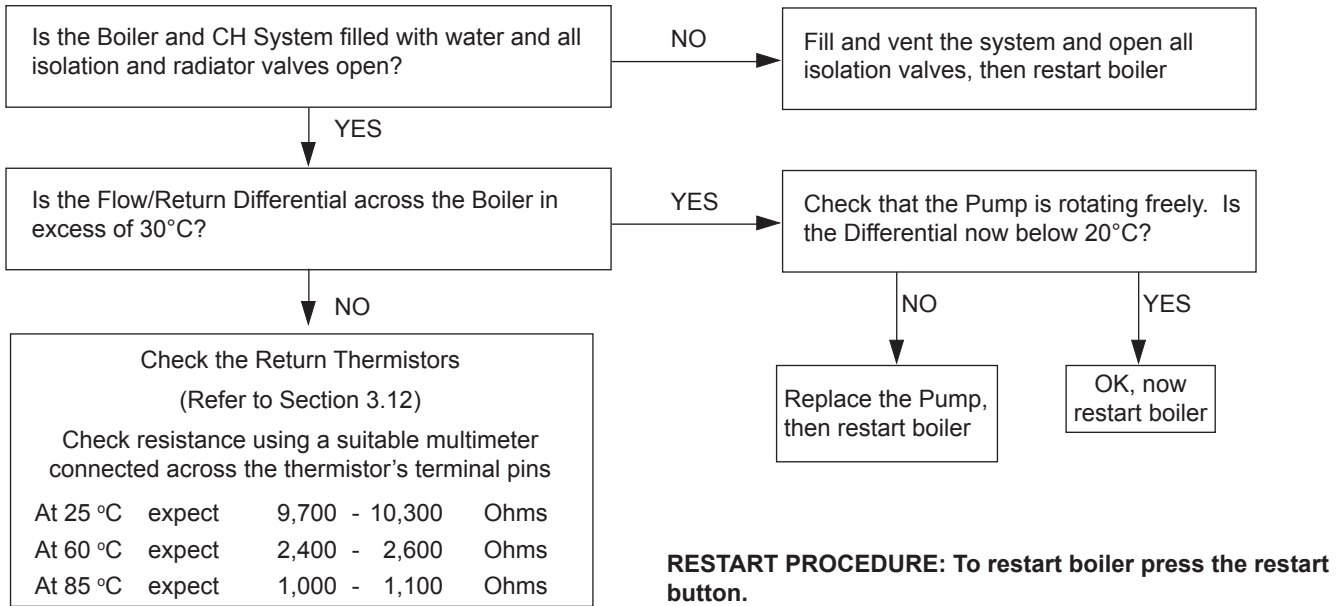 Is the Boiler and CH System filled with water and all
isolation and radiator valves open?
NO
Fill and vent the system and open all
isolation valves, then restart boiler
YES
Is the Flow/Return Differential across the Boiler in
excess of 30°C?
YES
Check that the Pump is rotating freely.  Is
the Differential now below 20°C?
NO
NO
YES
Check the Return Thermistors
(Refer to Section 3.12)
Check resistance using a suitable multimeter
connected across the thermistor's terminal pins
At 25 °C expect 9,700 - 10,300 Ohms
At 60 °C expect 2,400 - 2,600 Ohms
At 85 °C expect 1,000 - 1,100 Ohms
Replace the Pump,
then restart boiler
OK, now
restart boiler
RESTART PROCEDURE: To restart boiler press the restart
button.